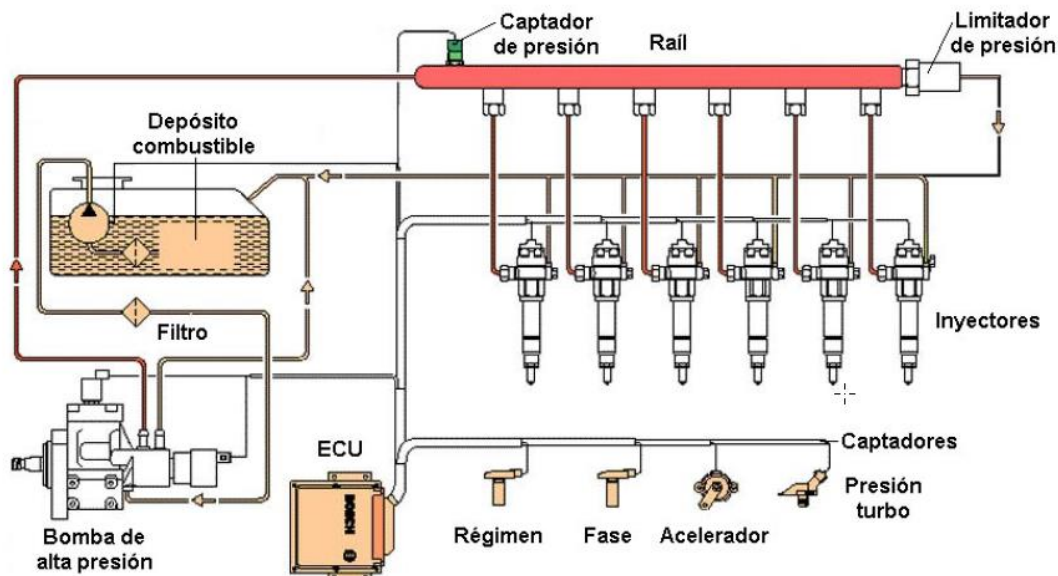 Captador
de presión
Raíl
Limitador
de presión
Depósito
combustible
Filtro
Inyectores
ECU
BOSCH
Captadores
Bomba de
alta presión
Régimen
Fase
Acelerador
Presión
turbo